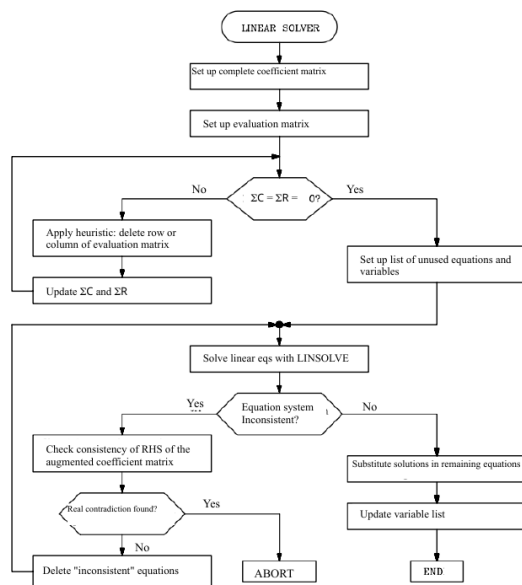 LINEAR SOLVER
Set up complete coefficient matrix
Set up evaluation matrix
No
ΣC = ΣR = 0?
Yes
Apply heuristic: delete row or
column of evaluation matrix
Update ΣC and ΣR
Set up list of unused equations and
variables
Solve linear eqs with LINSOLVE
Yes
Equation system
Inconsistent?
No
Check consistency of RHS of the
augmented coefficient matrix
Substitute solutions in remaining equations
Real contradiction found?
Yes
Update variable list
No
Delete "inconsistent" equations
ABORT
END